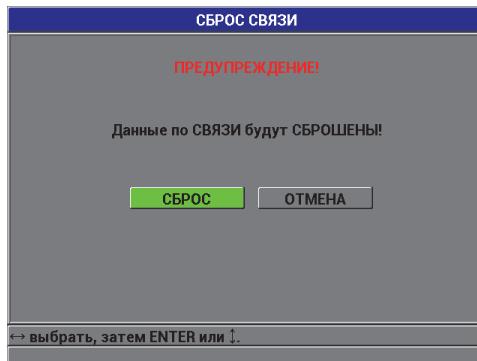 СБРОС СВЯЗИ
ПРЕДУПРЕЖДЕНИЕ!
Данные по СВЯЗИ будут СБРОШЕНЫ!
СБРОС ОТМЕНА
↔ выбрать, затем ENTER или ↕.